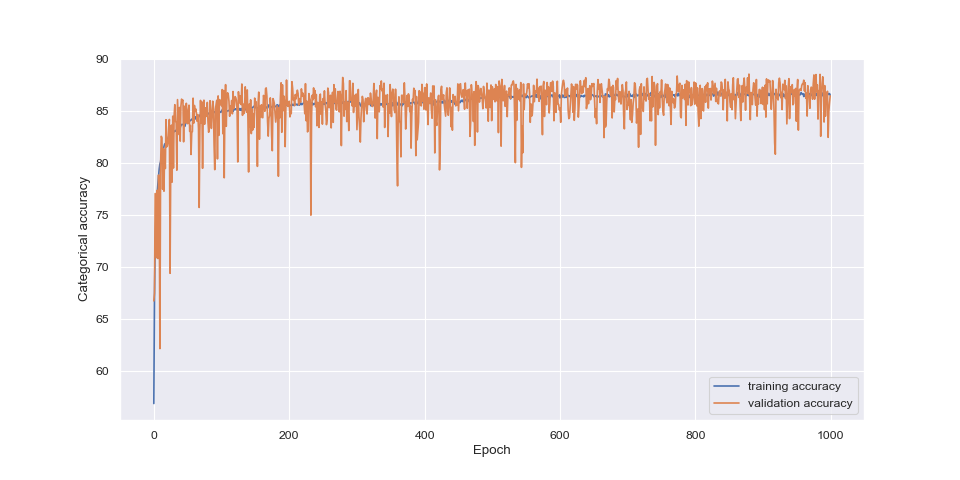 90
85
80
75
70
65
60
Categorical accuracy
training accuracy
validation accuracy
0 200 400 600 800 1000
Epoch